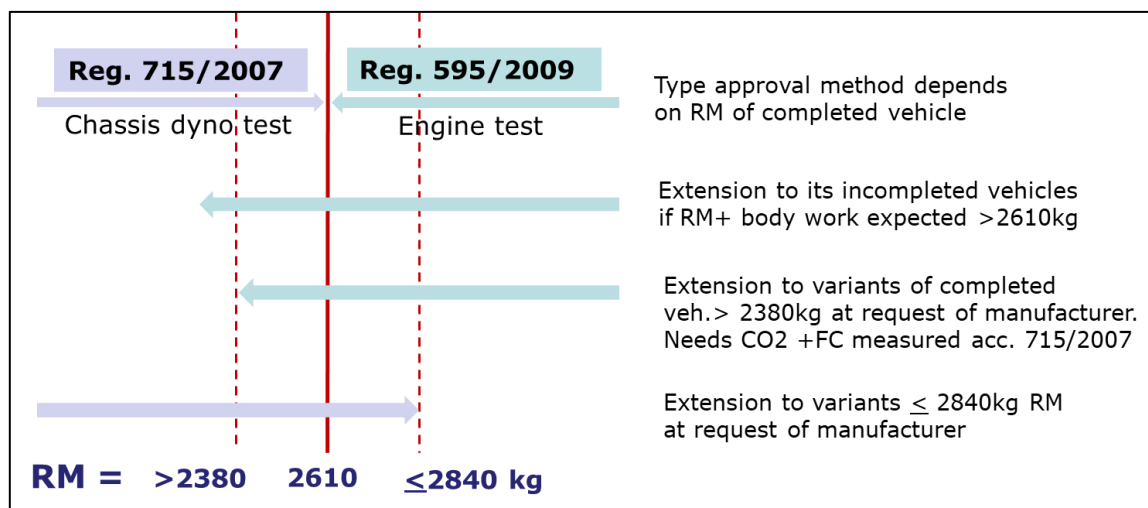 Reg. 715/2007
Reg. 595/2009
Chassis dyno test
Engine test
Type approval method depends
on RM of completed vehicle
Extension to its incompleted vehicles
if RM+ body work expected >2610kg
Extension to variants of completed
veh.> 2380kg at request of manufacturer.
Needs CO2 +FC measured acc. 715/2007
Extension to variants ≤ 2840kg RM
at request of manufacturer
RM = >2380 2610 ≤2840 kg